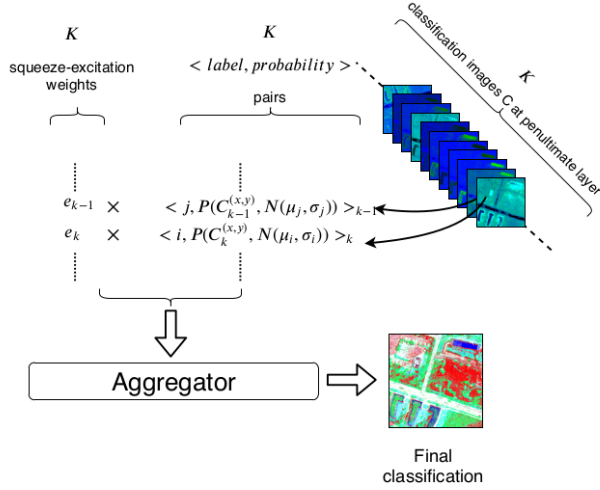 K
squeeze-excitation
weights
K
< label, probability >
pairs
K
classification images C at penultimate layer
e_{k−1} × < j, P(C_{k−1}^{(x,y)}, N(μ_j, σ_j)) >_{k−1}
e_k × < i, P(C_k^{(x,y)}, N(μ_i, σ_i)) >_k
Aggregator
Final
classification